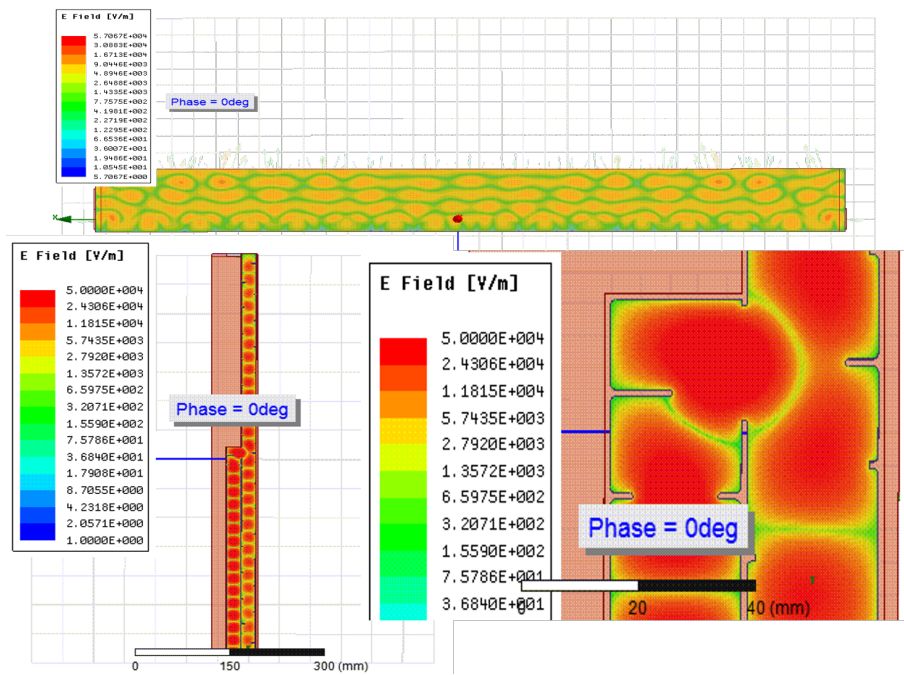 E Field [V/m]
5.7067E+004
3.0883E+004
1.6713E+004
9.0446E+003
4.8946E+003
2.6488E+003
1.4335E+003
7.7575E+002
4.1981E+002
2.2719E+002
1.2295E+002
6.6536E+001
3.6007E+001
1.9486E+001
1.0545E+001
5.7067E+000
Phase = 0deg
x
E Field [V/m]
5.0000E+004
2.4306E+004
1.1815E+004
5.7435E+003
2.7920E+003
1.3572E+003
6.5975E+002
3.2071E+002
1.5590E+002
7.5786E+001
3.6840E+001
1.7908E+001
8.7055E+000
4.2318E+000
2.0571E+000
1.0000E+000
Phase = 0deg
0 150 300 (mm)
E Field [V/m]
5.0000E+004
2.4306E+004
1.1815E+004
5.7435E+003
2.7920E+003
1.3572E+003
6.5975E+002
3.2071E+002
1.5590E+002
7.5786E+001
3.6840E+001
Phase = 0deg
0 20 40 (mm)